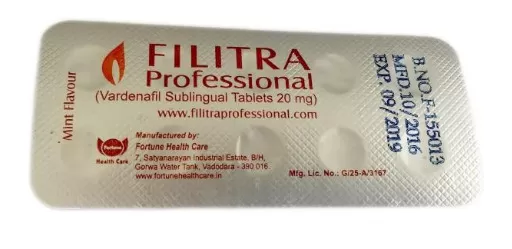 FILITRA
Professional
(Vardenafil Sublingual Tablets 20 mg)
www.filitraprofessional.com
Mint Flavour
Manufactured by:
Fortune Health Care
7, Satyanarayan Industrial Estate, B/H,
Gorwa Water Tank, Vadodara - 390 016.
www.fortunehealthcare.in
Fortune
Health Care
Mfg. Lic. No.: G/25-A/3167
B.NO.F-155013
MFD.10/2016
EXP 09/2019